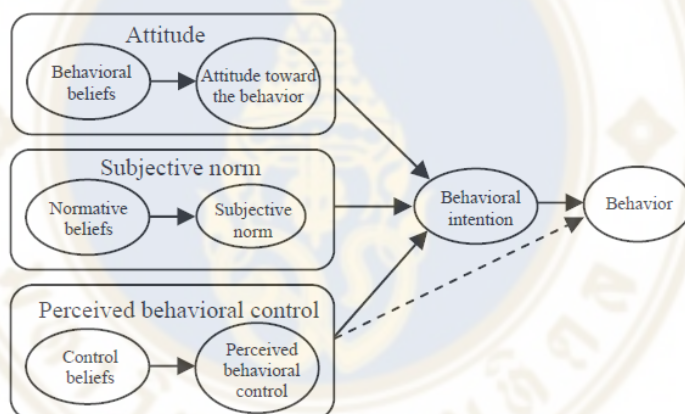 Attitude
Behavioral
beliefs
Attitude toward
the behavior
Subjective norm
Normative
beliefs
Subjective
norm
Perceived behavioral control
Control
beliefs
Perceived
behavioral
control
Behavioral
intention
Behavior